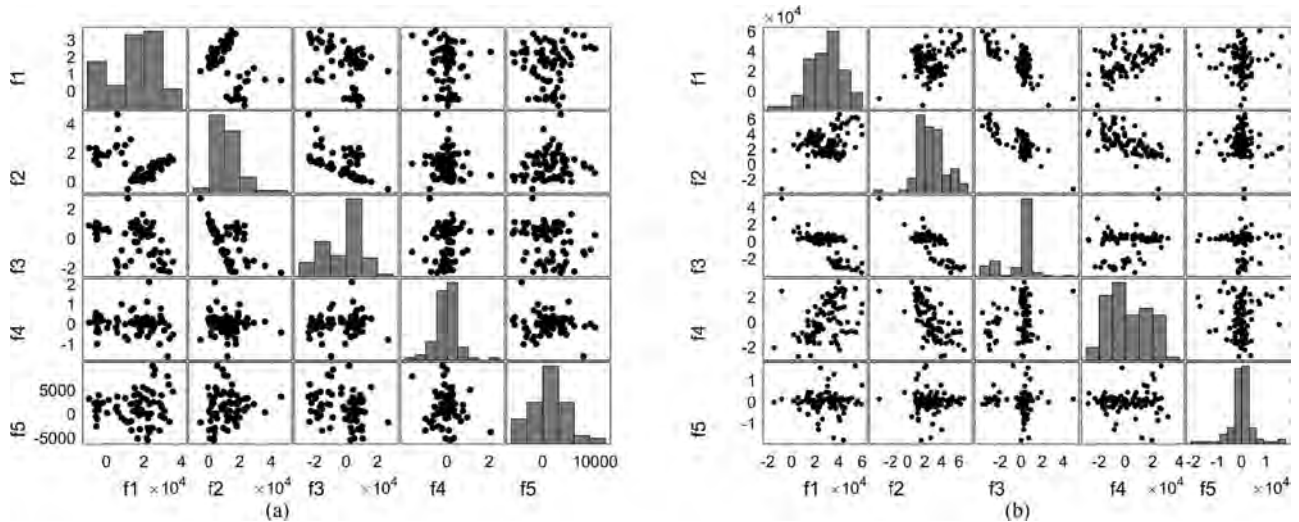 ×10⁴
f1 3 2 1 0
f1 6 4 2 0 -2
f2 4 2 0
f2 6 4 2 0 -2
f3 2 0 -2
f3 4 2 0 -2
f4 2 1 0 -1
f4 2 0 -2
f5 5000 0 -5000
f5 1 0 -1
0 2 4 0 2 4 -2 0 2 0 2 0 10000
-2 0 2 4 6 -2 0 2 4 6 -2 0 2 4 -2 0 2 4 -2 -1 0 1
f1 ×10⁴ f2 ×10⁴ f3 ×10⁴ f4 f5
f1 ×10⁴ f2 f3 f4 ×10⁴ f5 ×10⁴
(a)
(b)